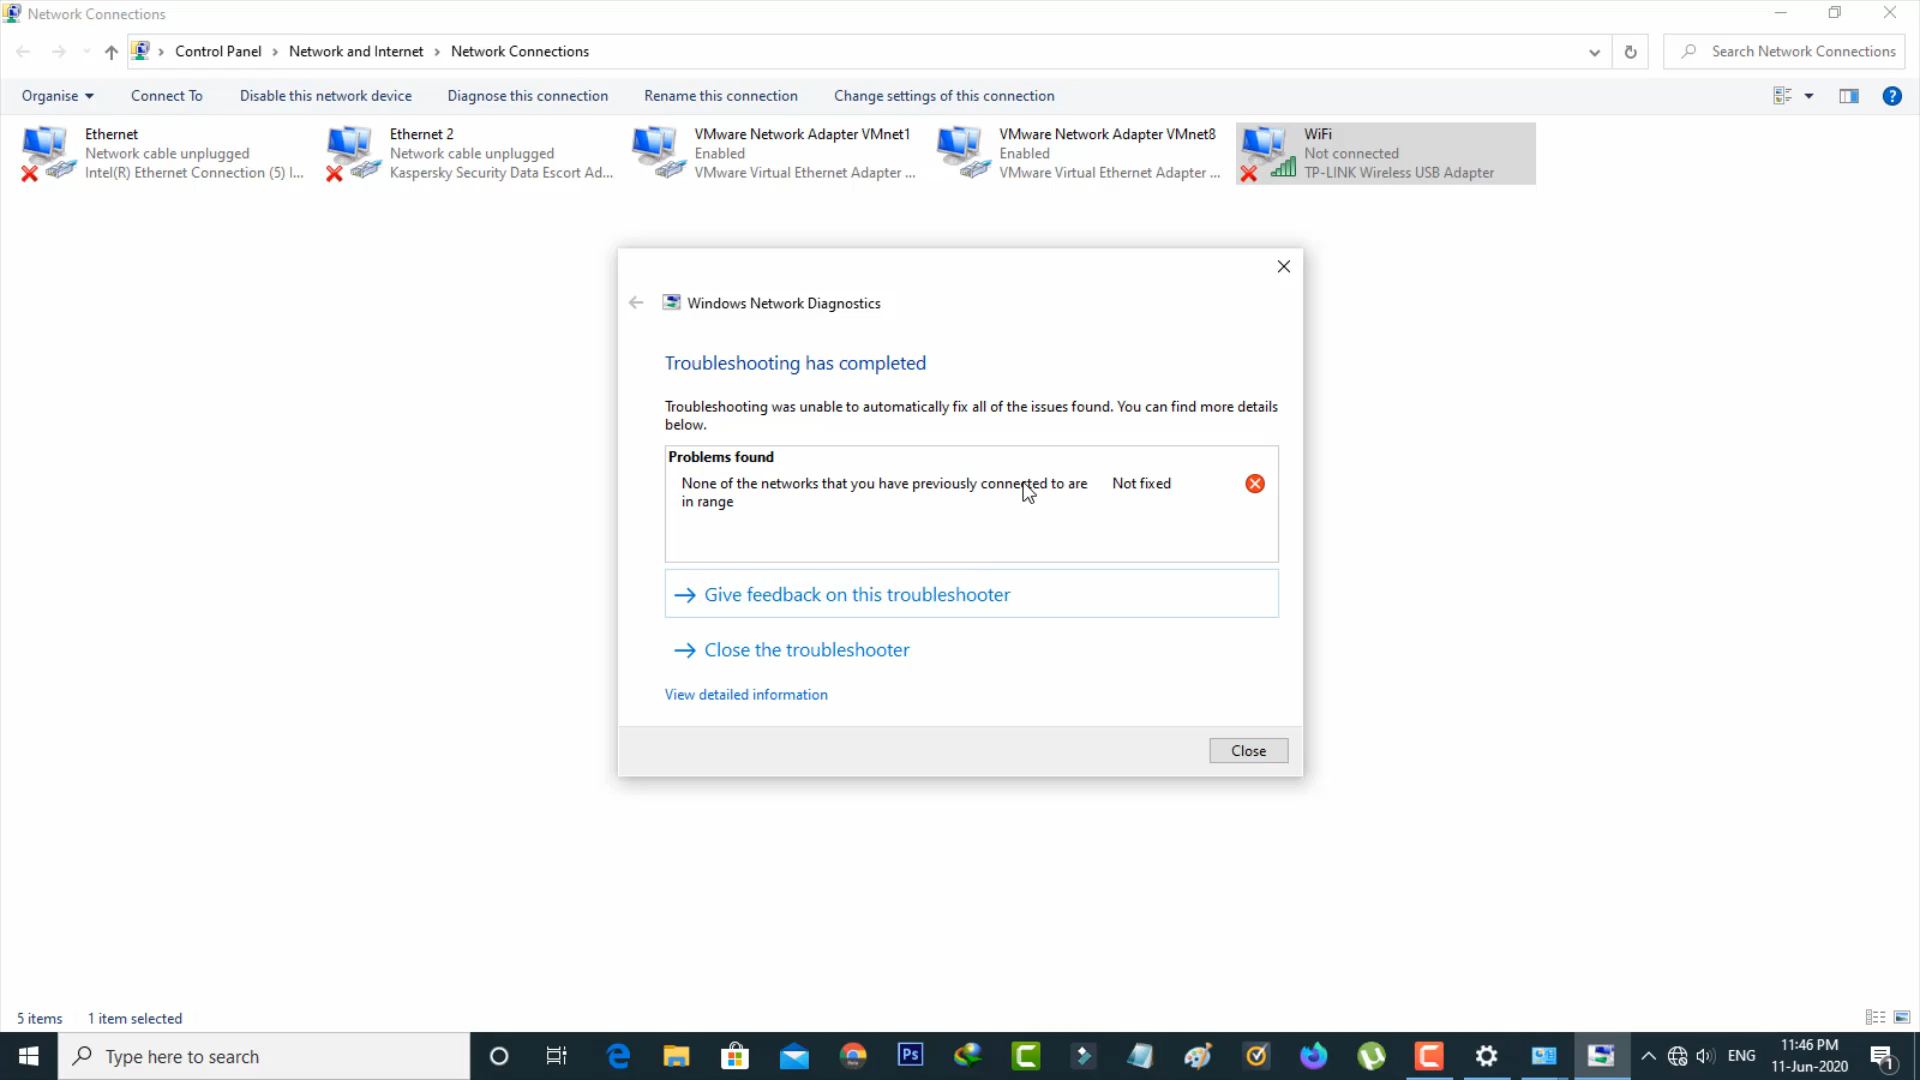 Network Connections
Control Panel > Network and Internet > Network Connections
Search Network Connections
Organise Connect To Disable this network device Diagnose this connection Rename this connection Change settings of this connection
Ethernet
Network cable unplugged
Intel(R) Ethernet Connection (5) I...
Ethernet 2
Network cable unplugged
Kaspersky Security Data Escort Ad...
VMware Network Adapter VMnet1
Enabled
VMware Virtual Ethernet Adapter ...
VMware Network Adapter VMnet8
Enabled
VMware Virtual Ethernet Adapter ...
WiFi
Not connected
TP-LINK Wireless USB Adapter
Windows Network Diagnostics
Troubleshooting has completed
Troubleshooting was unable to automatically fix all of the issues found. You can find more details
below.
Problems found
None of the networks that you have previously connected to are
in range
Not fixed
Give feedback on this troubleshooter
Close the troubleshooter
View detailed information
Close
5 items 1 item selected
Type here to search
Ps
ENG
11:46 PM
11-Jun-2020
1